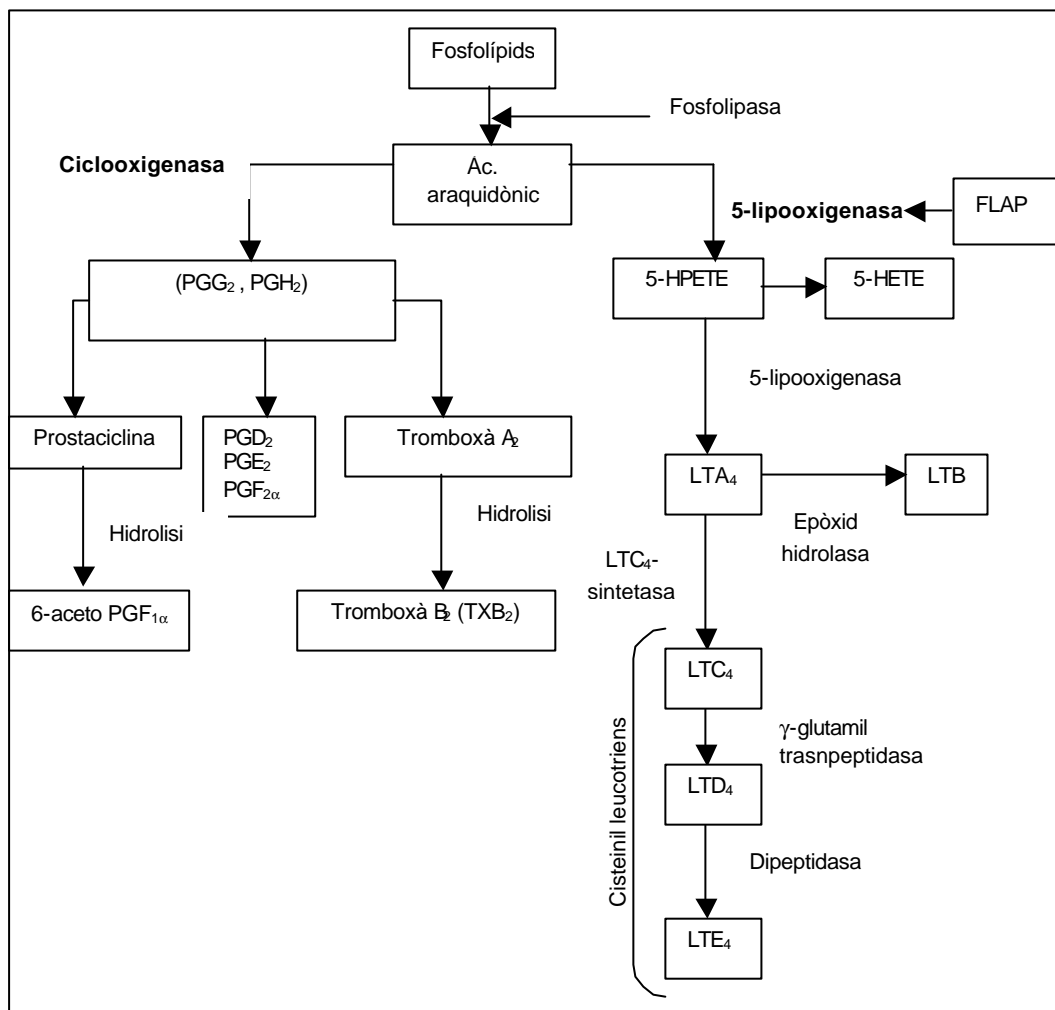 Fosfolípids
Fosfolipasa
Ciclooxigenasa
Ác.
araquidònic
5-lipooxigenasa
FLAP
(PGG₂ , PGH₂)
5-HPETE
5-HETE
5-lipooxigenasa
Prostaciclina
PGD₂
PGE₂
PGF₂α
Tromboxà A₂
LTA₄
LTB
Hidrolisi
Hidrolisi
Epòxid
hidrolasa
LTC₄-
sintetasa
6-aceto PGF₁α
Tromboxà B₂ (TXB₂)
LTC₄
γ-glutamil
trasnpeptidasa
Cisteinil leucotriens
LTD₄
Dipeptidasa
LTE₄